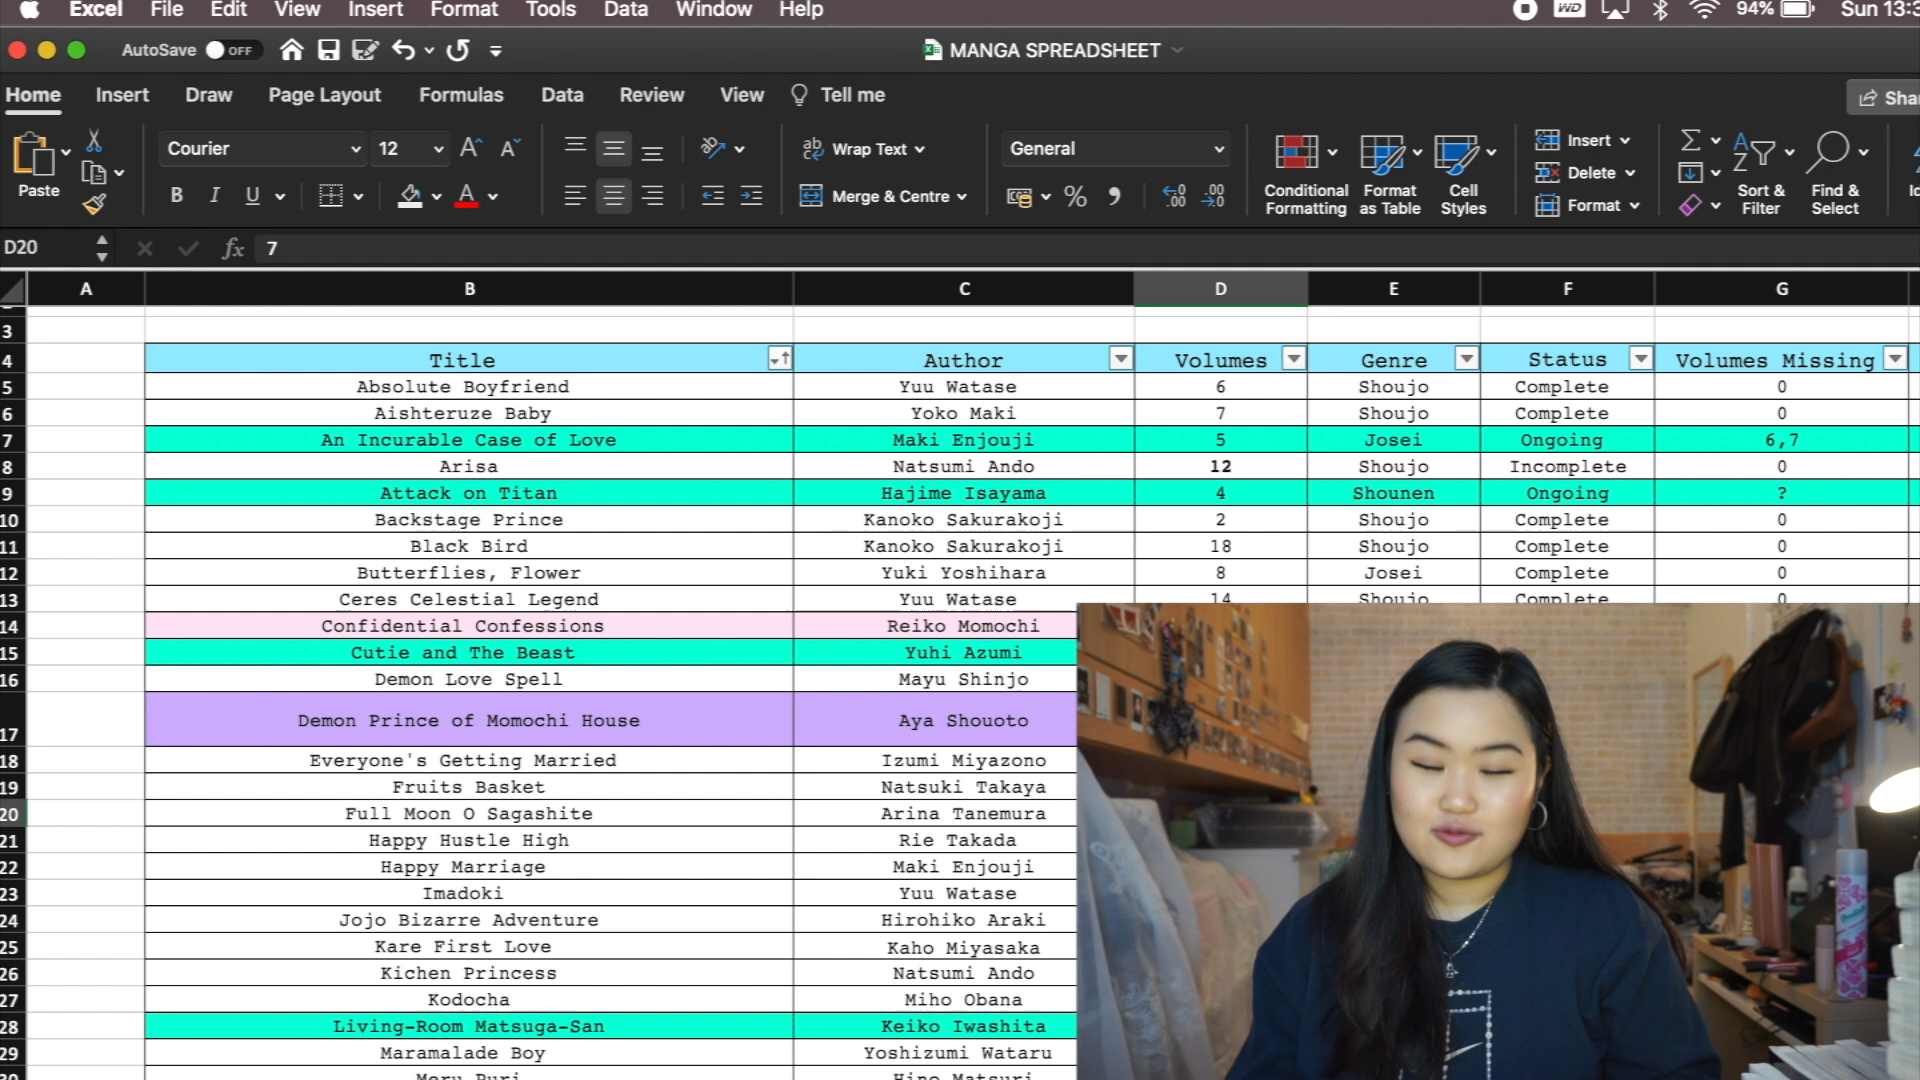 Excel File Edit View Insert Format Tools Data Window Help WD 94% Sun 13:3
AutoSave OFF MANGA SPREADSHEET
Home Insert Draw Page Layout Formulas Data Review View Tell me Shar
Paste Courier 12 Wrap Text General Conditional Formatting Format as Table Cell Styles Insert Sort & Filter Find & Select
B I U Merge & Centre % Delete
Format
D20 fx 7
A B C D E F G
3
4 Title Author Volumes Genre Status Volumes Missing
5 Absolute Boyfriend Yuu Watase 6 Shoujo Complete 0
6 Aishteruze Baby Yoko Maki 7 Shoujo Complete 0
7 An Incurable Case of Love Maki Enjouji 5 Josei Ongoing 6,7
8 Arisa Natsumi Ando 12 Shoujo Incomplete 0
9 Attack on Titan Hajime Isayama 4 Shounen Ongoing ?
10 Backstage Prince Kanoko Sakurakoji 2 Shoujo Complete 0
11 Black Bird Kanoko Sakurakoji 18 Shoujo Complete 0
12 Butterflies, Flower Yuki Yoshihara 8 Josei Complete 0
13 Ceres Celestial Legend Yuu Watase 14 Shoujo Complete 0
14 Confidential Confessions Reiko Momochi
15 Cutie and The Beast Yuhi Azumi
16 Demon Love Spell Mayu Shinjo
17 Demon Prince of Momochi House Aya Shouoto
18 Everyone's Getting Married Izumi Miyazono
19 Fruits Basket Natsuki Takaya
20 Full Moon O Sagashite Arina Tanemura
21 Happy Hustle High Rie Takada
22 Happy Marriage Maki Enjouji
23 Imadoki Yuu Watase
24 Jojo Bizarre Adventure Hirohiko Araki
25 Kare First Love Kaho Miyasaka
26 Kichen Princess Natsumi Ando
27 Kodocha Miho Obana
28 Living-Room Matsuga-San Keiko Iwashita
29 Maramalade Boy Yoshizumi Wataru
30 Meru Puri Hino Matsuri